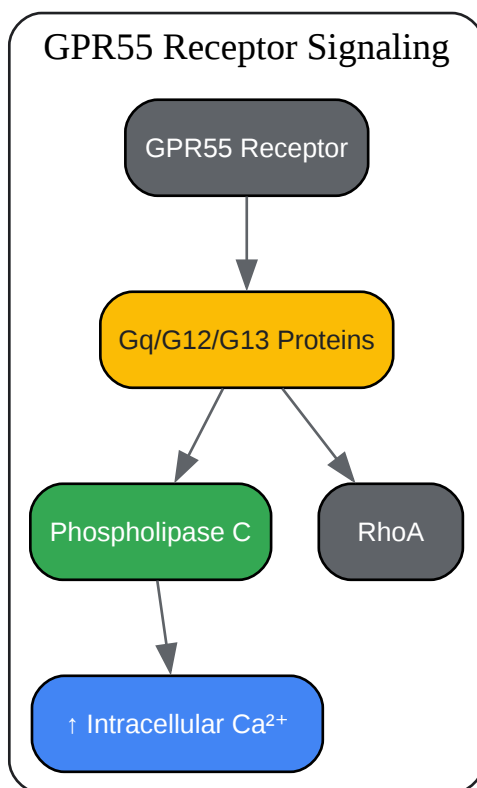 GPR55 Receptor Signaling
GPR55 Receptor
Gq/G12/G13 Proteins
Phospholipase C
RhoA
↑ Intracellular Ca²⁺